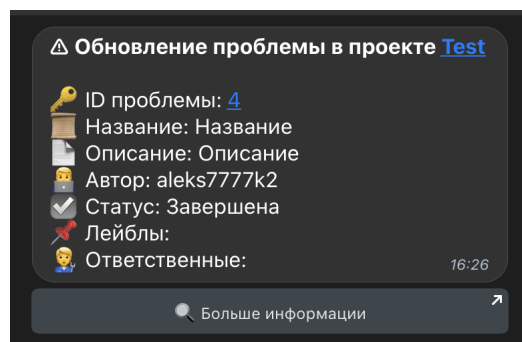 ⚠ Обновление проблемы в проекте Test
🔑 ID проблемы: 4
📜 Название: Название
📄 Описание: Описание
👨‍💻 Автор: aleks7777k2
☑ Статус: Завершена
📌 Лейблы:
👨‍🔧 Ответственные:
16:26
🔍 Больше информации